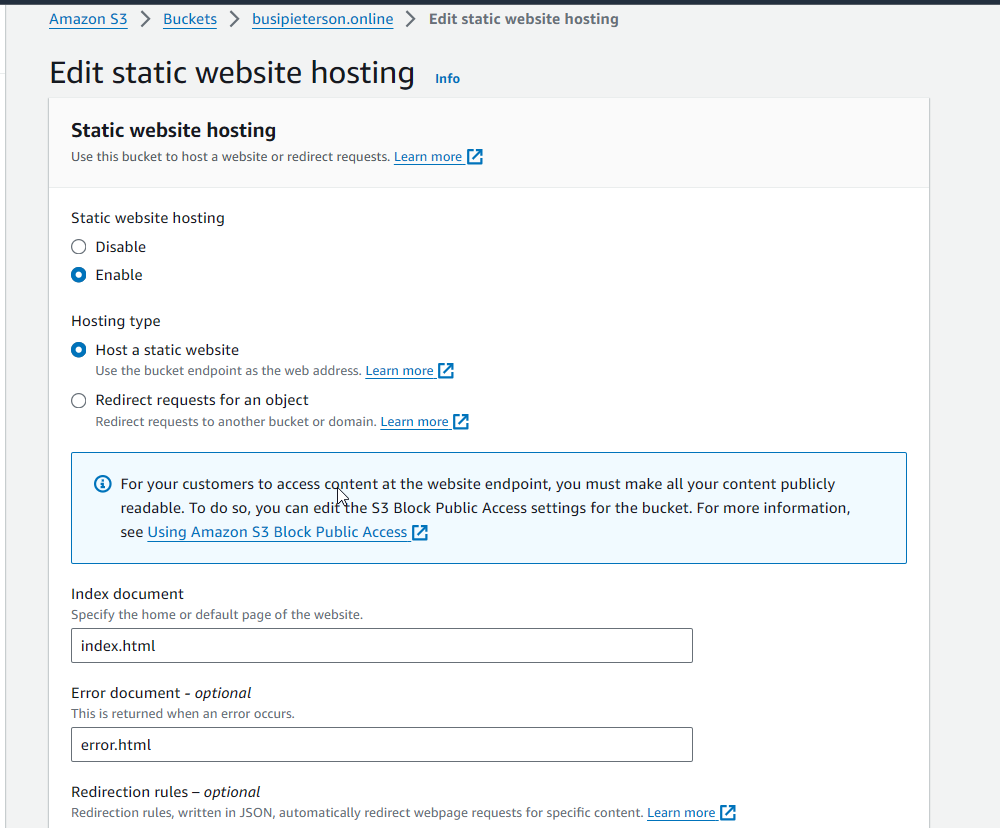 Amazon S3 > Buckets > busipieterson.online > Edit static website hosting
Edit static website hosting Info
Static website hosting
Use this bucket to host a website or redirect requests. Learn more
Static website hosting
Disable
Enable
Hosting type
Host a static website
Use the bucket endpoint as the web address. Learn more
Redirect requests for an object
Redirect requests to another bucket or domain. Learn more
For your customers to access content at the website endpoint, you must make all your content publicly
readable. To do so, you can edit the S3 Block Public Access settings for the bucket. For more information,
see Using Amazon S3 Block Public Access
Index document
Specify the home or default page of the website.
index.html
Error document - optional
This is returned when an error occurs.
error.html
Redirection rules – optional
Redirection rules, written in JSON, automatically redirect webpage requests for specific content. Learn more